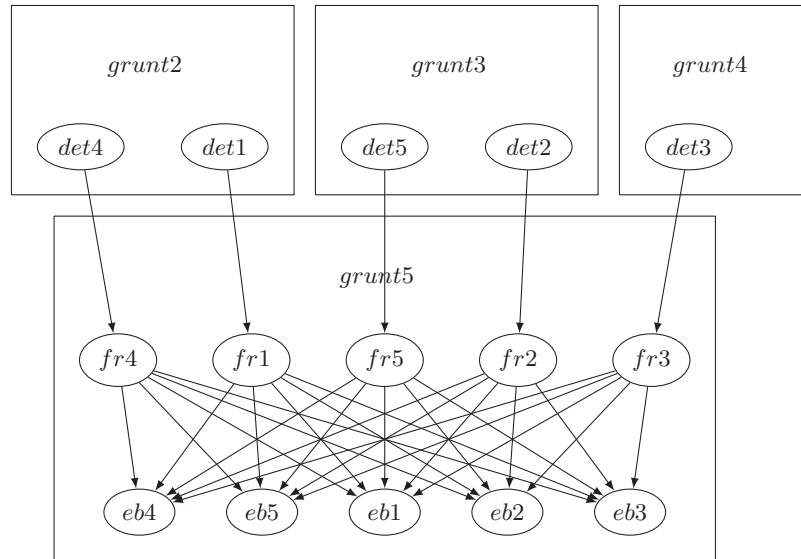 grunt2 grunt3 grunt4
det4 det1 det5 det2 det3
grunt5
fr4 fr1 fr5 fr2 fr3
eb4 eb5 eb1 eb2 eb3